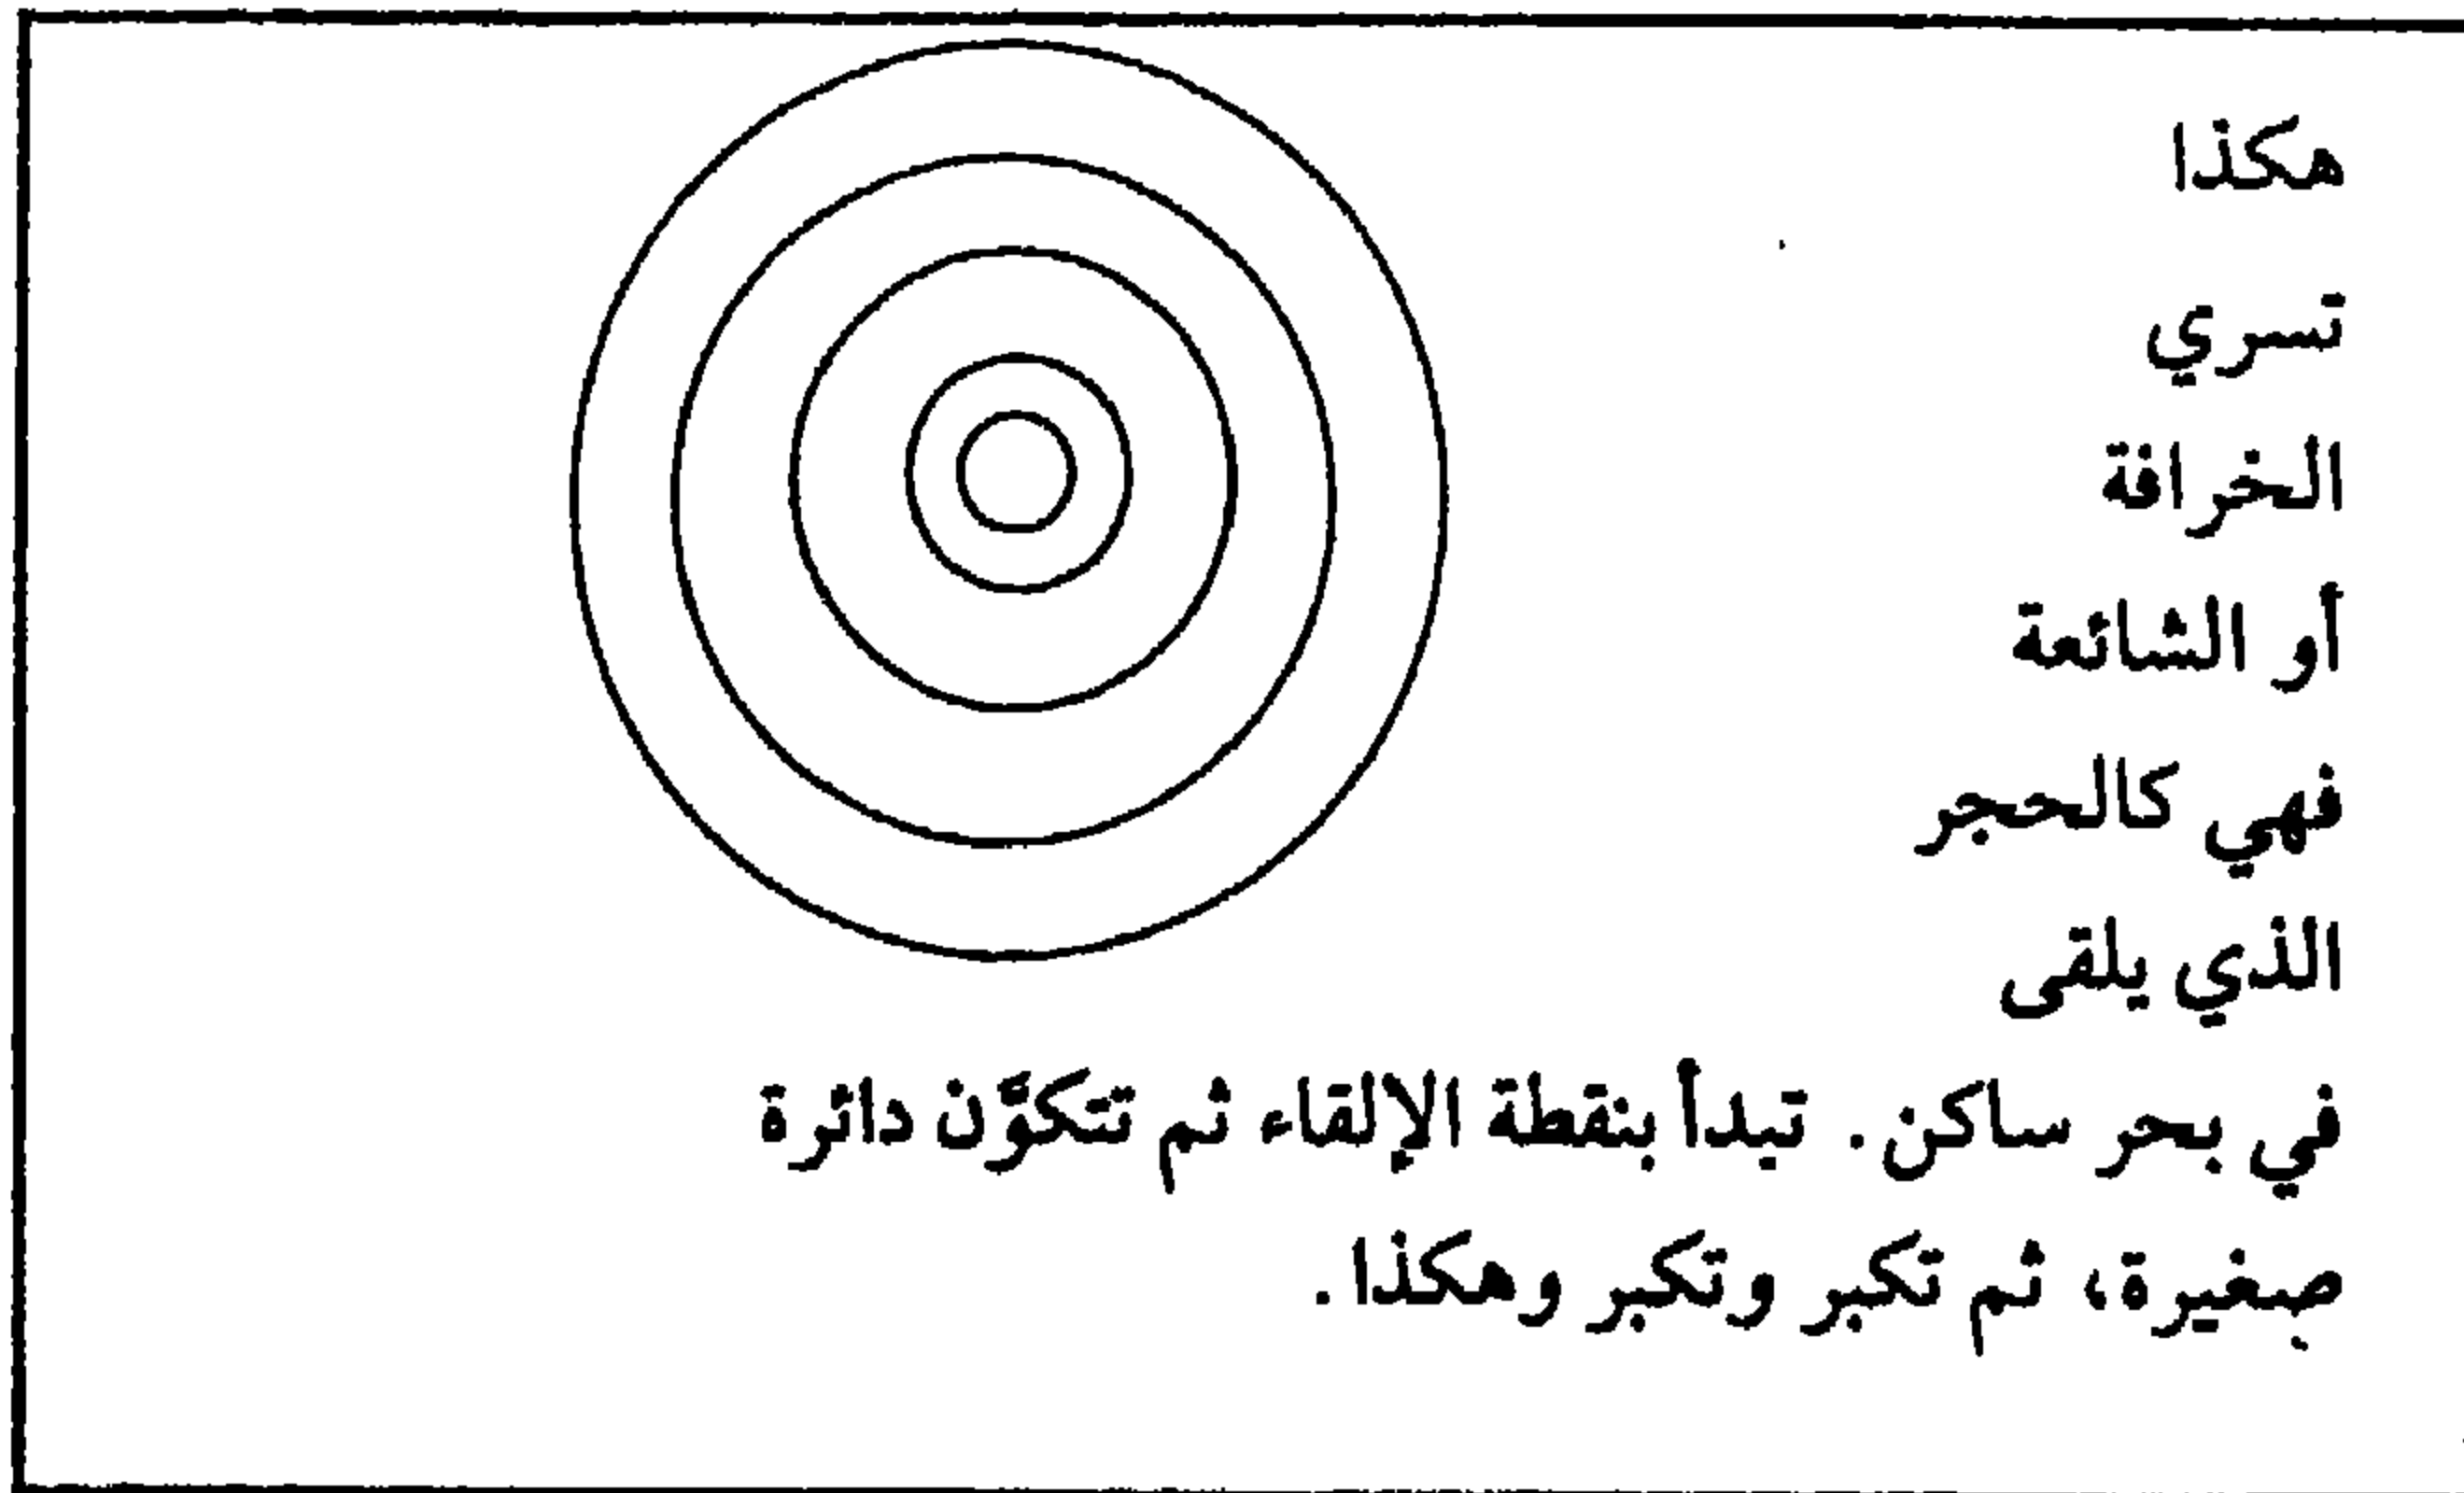 هكذا
تسري
الخرافة
أو الشائعة
فهي كالحجر
الذي يلقى
في بحر ساكن. تبدأ بنقطة الإلقاء ثم تتكوَّن دائرة
صغيرة، ثم تكبر وتكبر وهكذا.